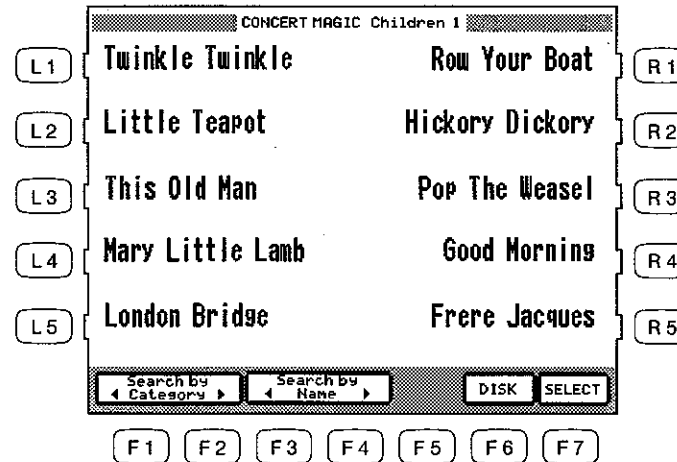 CONCERT MAGIC Children 1
L1 Twinkle Twinkle Row Your Boat R1
L2 Little Teapot Hickory Dickory R2
L3 This Old Man Pop The Weasel R3
L4 Mary Little Lamb Good Morning R4
L5 London Bridge Frere Jacques R5
Search by Search by
◀ Category ▶ ◀ Name ▶ DISK SELECT
F1 F2 F3 F4 F5 F6 F7